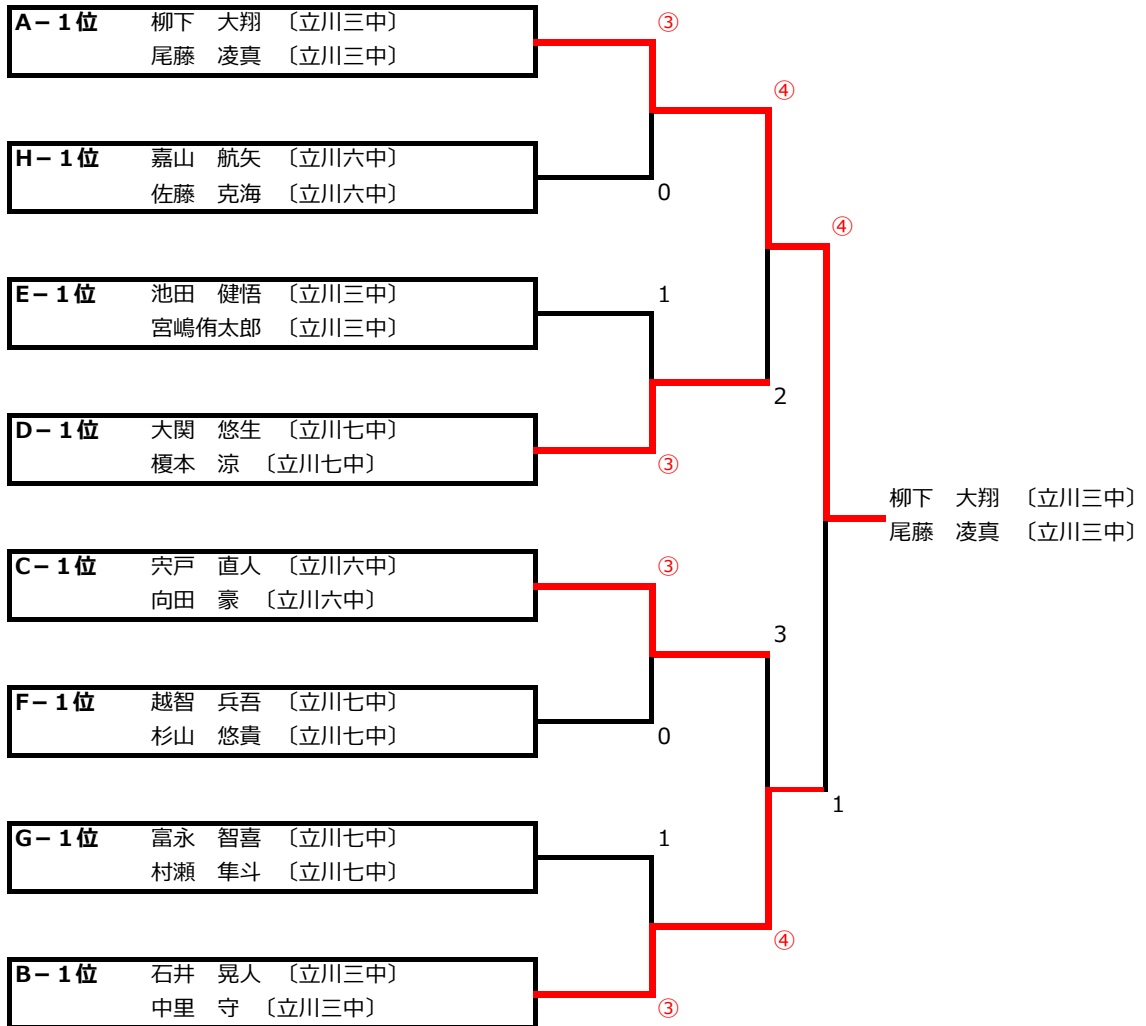 A－1位 柳下 大翔 〔立川三中〕
尾藤 凌真 〔立川三中〕
③
④
H－1位 嘉山 航矢 〔立川六中〕
佐藤 克海 〔立川六中〕
0
④
E－1位 池田 健悟 〔立川三中〕
宮嶋侑太郎 〔立川三中〕
1
2
D－1位 大関 悠生 〔立川七中〕
榎本 涼 〔立川七中〕
③
柳下 大翔 〔立川三中〕
尾藤 凌真 〔立川三中〕
C－1位 宍戸 直人 〔立川六中〕
向田 豪 〔立川六中〕
③
3
F－1位 越智 兵吾 〔立川七中〕
杉山 悠貴 〔立川七中〕
0
1
G－1位 富永 智喜 〔立川七中〕
村瀬 隼斗 〔立川七中〕
1
④
B－1位 石井 晃人 〔立川三中〕
中里 守 〔立川三中〕
③